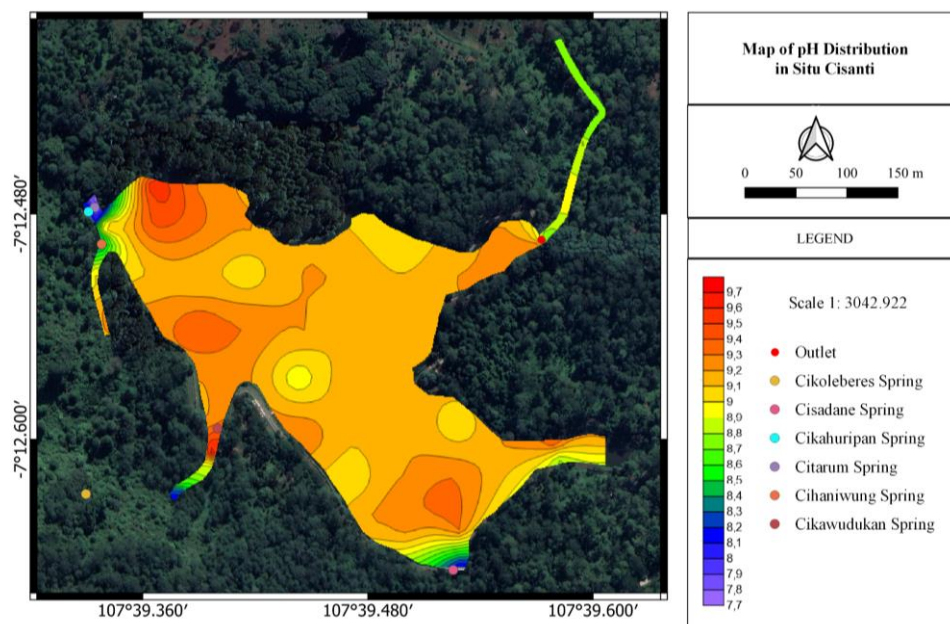 Map of pH Distribution
in Situ Cisanti
0 50 100 150 m
LEGEND
Scale 1: 3042.922
9,7
9,6
9,5
9,4
9,3
9,2
9,1
9
8,9
8,8
8,7
8,6
8,5
8,4
8,3
8,2
8,1
8
7,9
7,8
7,7
Outlet
Cikoleberes Spring
Cisadane Spring
Cikahuripan Spring
Citarum Spring
Cihaniwung Spring
Cikawudukan Spring
-7°12.480′
-7°12.600′
107°39.360′ 107°39.480′ 107°39.600′